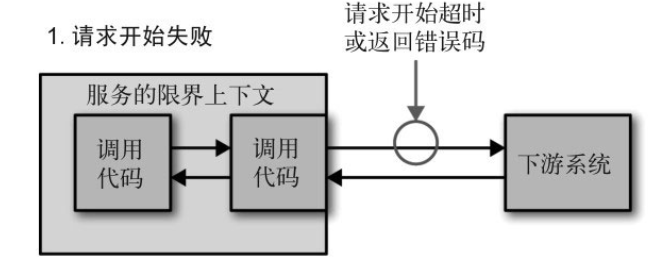 1. 请求开始失败
请求开始超时
或返回错误码
服务的限界上下文
调用
代码
调用
代码
下游系统